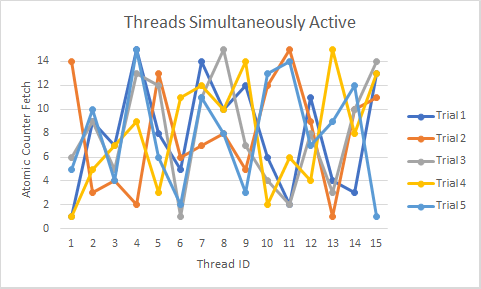 Threads Simultaneously Active
Atomic Counter Fetch
14
12
10
8
6
4
2
0
1 2 3 4 5 6 7 8 9 10 11 12 13 14 15
Thread ID
Trial 1
Trial 2
Trial 3
Trial 4
Trial 5